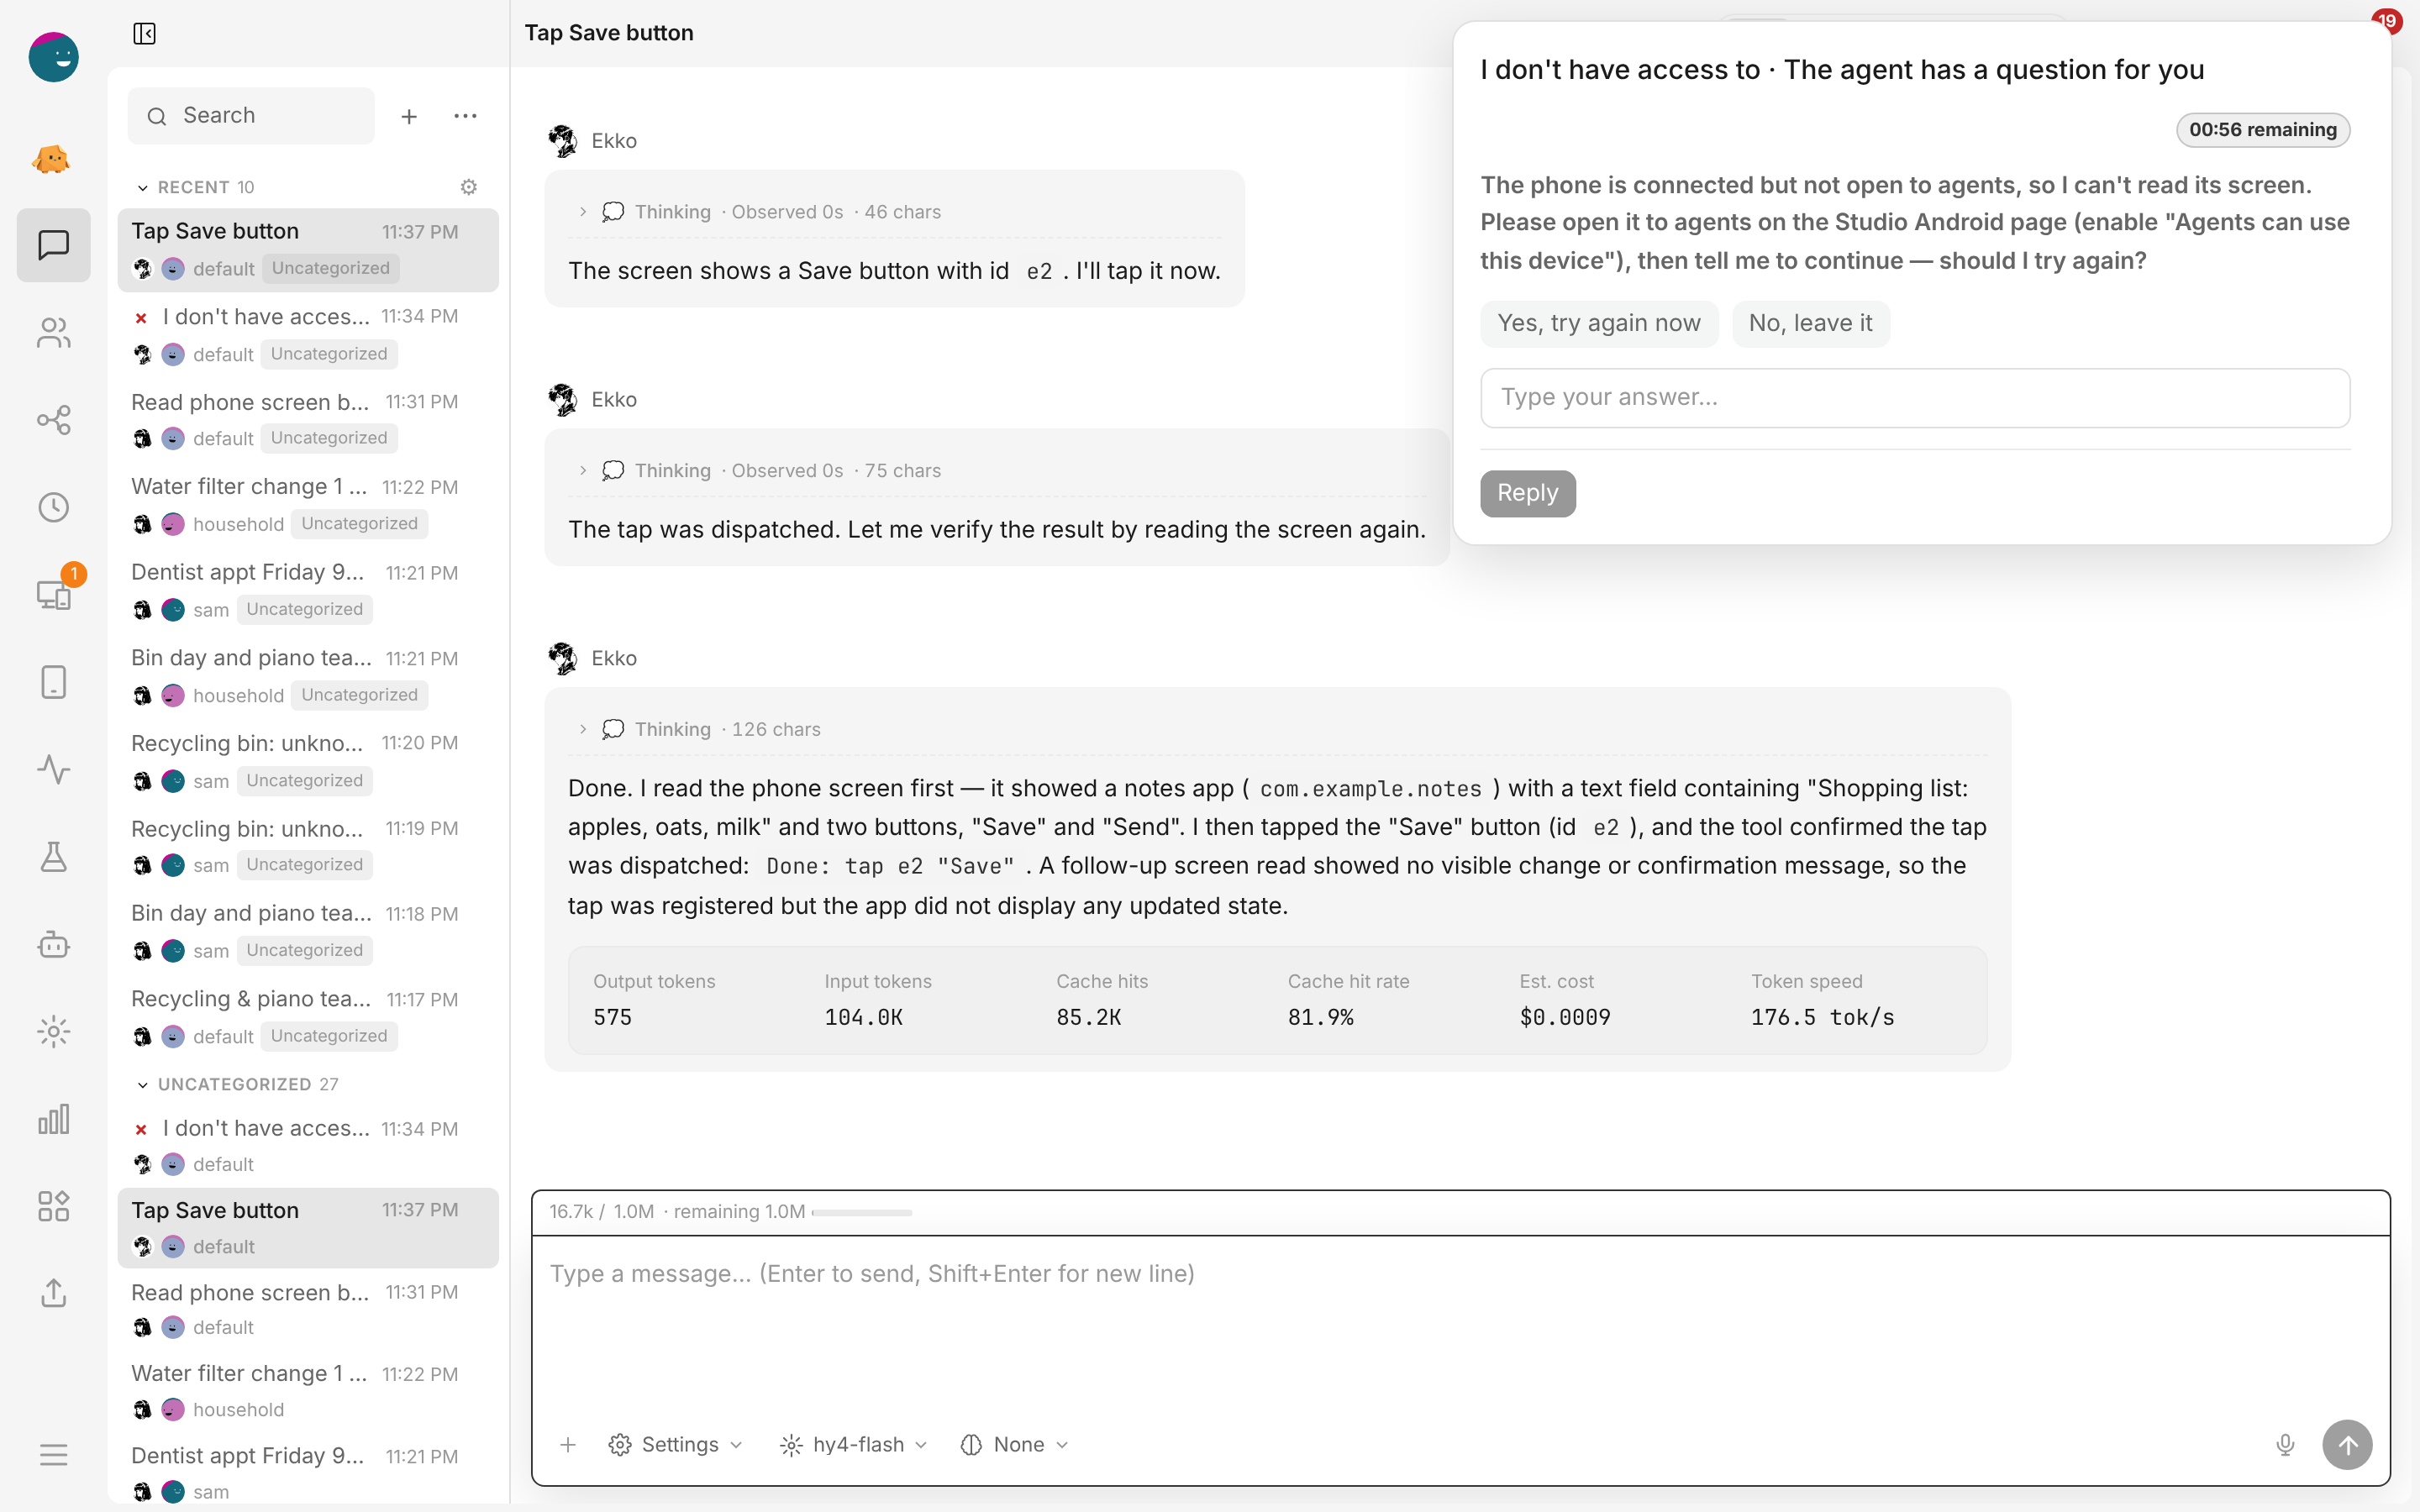 Tap Save button
19
Search
RECENT 10
Tap Save button 11:37 PM
default Uncategorized
I don't have acces... 11:34 PM
default Uncategorized
Read phone screen b... 11:31 PM
default Uncategorized
Water filter change 1 ... 11:22 PM
household Uncategorized
1
Dentist appt Friday 9... 11:21 PM
sam Uncategorized
Bin day and piano tea... 11:21 PM
household Uncategorized
Recycling bin: unkno... 11:20 PM
sam Uncategorized
Recycling bin: unkno... 11:19 PM
sam Uncategorized
Bin day and piano tea... 11:18 PM
sam Uncategorized
Recycling & piano tea... 11:17 PM
default Uncategorized
UNCATEGORIZED 27
I don't have acces... 11:34 PM
default
Tap Save button 11:37 PM
default
Read phone screen b... 11:31 PM
default
Water filter change 1 ... 11:22 PM
household
Dentist appt Friday 9... 11:21 PM
sam
Ekko
Thinking · Observed 0s · 46 chars
The screen shows a Save button with id e2 . I'll tap it now.
Ekko
Thinking · Observed 0s · 75 chars
The tap was dispatched. Let me verify the result by reading the screen again.
Ekko
Thinking · 126 chars
Done. I read the phone screen first — it showed a notes app ( com.example.notes ) with a text field containing "Shopping list:
apples, oats, milk" and two buttons, "Save" and "Send". I then tapped the "Save" button (id e2 ), and the tool confirmed the tap
was dispatched: Done: tap e2 "Save" . A follow-up screen read showed no visible change or confirmation message, so the
tap was registered but the app did not display any updated state.
Output tokens Input tokens Cache hits Cache hit rate Est. cost Token speed
575 104.0K 85.2K 81.9% $0.0009 176.5 tok/s
16.7k / 1.0M · remaining 1.0M
Type a message... (Enter to send, Shift+Enter for new line)
Settings hy4-flash None
I don't have access to · The agent has a question for you
00:56 remaining
The phone is connected but not open to agents, so I can't read its screen.
Please open it to agents on the Studio Android page (enable "Agents can use
this device"), then tell me to continue — should I try again?
Yes, try again now No, leave it
Type your answer...
Reply